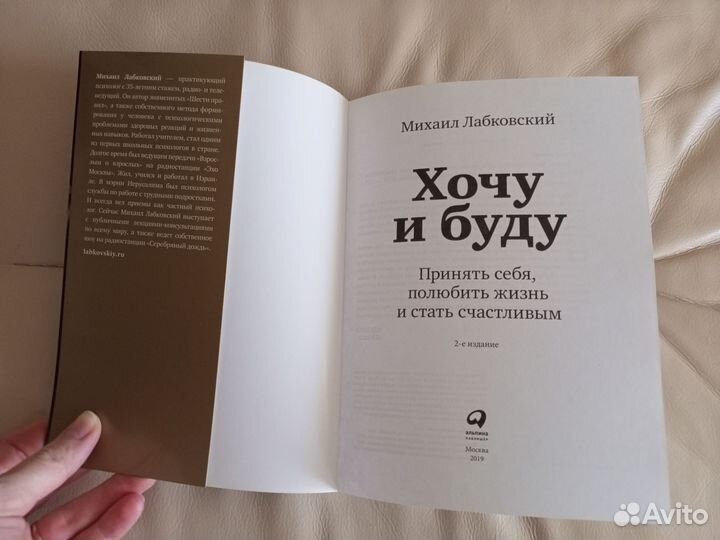 Михаил Лабковский — практикующий
психолог с 35-летним стажем, радио- и теле-
ведущий. Он автор знаменитых «Шести пра-
вил», а также собственного метода форми-
рования у человека с психологическими
проблемами здоровых реакций и жизнен-
ных навыков. Работал учителем, стал одним
из первых школьных психологов в стране.
Долгое время был ведущим передачи «Взрос-
лым о взрослых» на радиостанции «Эхо
Москвы». Жил, учился и работал в Израи-
ле. В мэрии Иерусалима был психологом
службы по работе с трудными подростками.
И всегда вел приемы как частный психо-
лог. Сейчас Михаил Лабковский выступает
с публичными лекциями-консультациями
по всему миру, а также ведет собственное
шоу на радиостанции «Серебряный дождь».
labkovskiy.ru
Михаил Лабковский
Хочу
и буду
Принять себя,
полюбить жизнь
и стать счастливым
2-е издание
АЛЬПИНА
ПАБЛИШЕР
Москва
2019
Avito